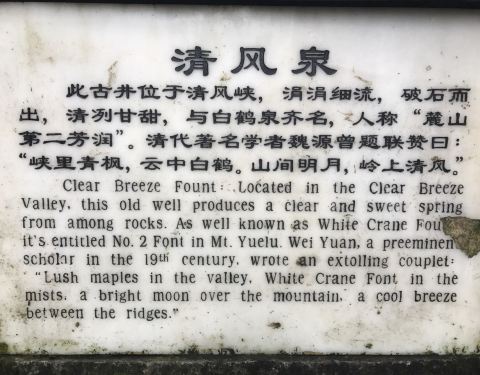 清风泉
此古井位于清风峡，涓涓细流，破石而
出，清冽甘甜，与白鹤泉齐名，人称“麓山
第二芳润”。清代著名学者魏源曾题联赞曰：
“峡里青枫，云中白鹤。山间明月，岭上清风。”
Clear Breeze Fount: Located in the Clear Breeze
Valley, this old well produces a clear and sweet spring
from among rocks. As well known as White Crane Fou
it's entitled No. 2 Font in Mt. Yuelu. Wei Yuan, a preeminen
scholar in the 19th century, wrote an extolling couplet:
"Lush maples in the valley, White Crane Font in the
mists, a bright moon over the mountain, a cool breeze
between the ridges."